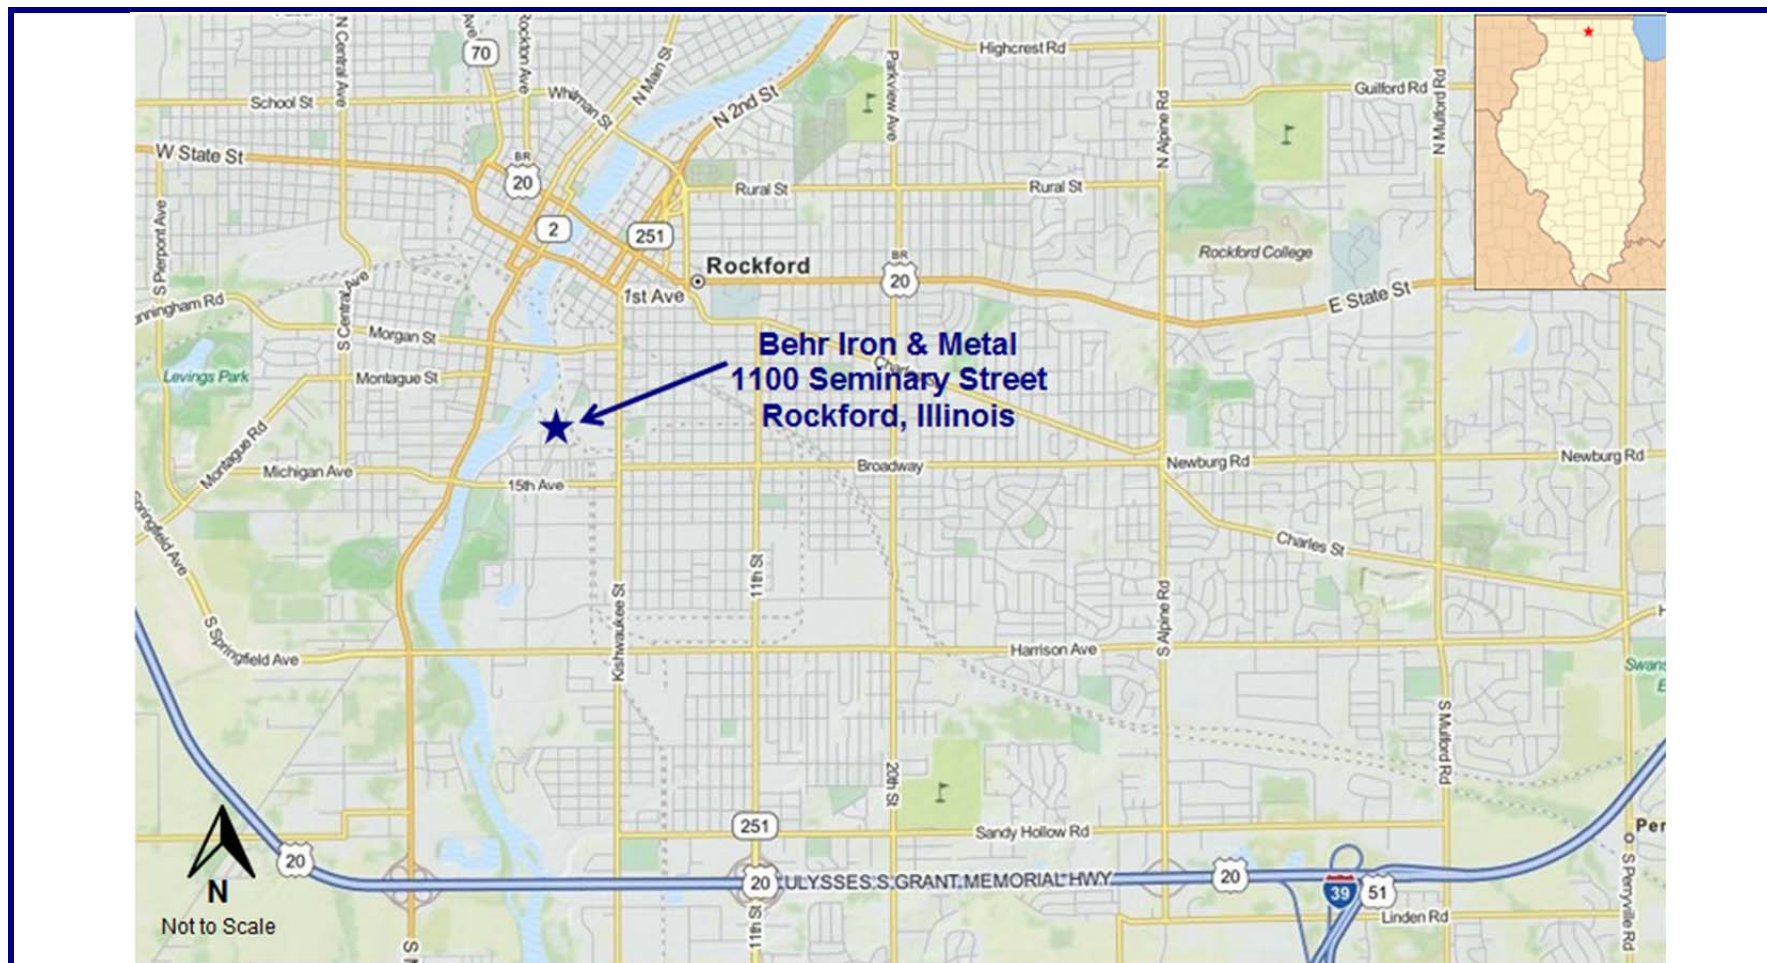 70
N Central Ave
Rockton Ave
N Main St
Parkview Ave
Highcrest Rd
School St
Whitman St
N 2nd St
N Alpine Rd
Guilford Rd
N Mulford Rd
W State St
BR
20
Rural St
Rural St
2
251
S Pierpont Ave
Rockford
BR
20
Rockford College
1st Ave
E State St
S Central Ave
Morgan St
Behr Iron & Metal
1100 Seminary Street
Rockford, Illinois
Levings Park
Montague St
Montague Rd
Michigan Ave
15th Ave
Broadway
Newburg Rd
Newburg Rd
Charles St
11th St
Kishwaukee St
S Alpine Rd
S Springfield Ave
Harrison Ave
S Mulford Rd
20th St
251
Sandy Hollow Rd
20
20
ULYSSES S GRANT MEMORIAL HWY
20
39
51
N
Not to Scale
11th St
Linden Rd
S Perryville Rd